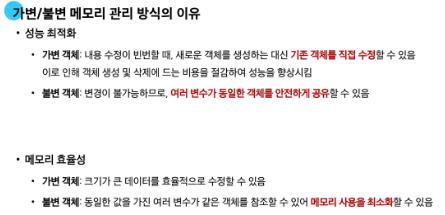 가변/불변 메모리 관리 방식의 이유
• 성능 최적화
• 가변 객체: 내용 수정이 빈번할 때, 새로운 객체를 생성하는 대신 기존 객체를 직접 수정할 수 있음
이로 인해 객체 생성 및 삭제에 드는 비용을 절감하여 성능을 향상시킴
• 불변 객체: 변경이 불가능하므로, 여러 변수가 동일한 객체를 안전하게 공유할 수 있음
• 메모리 효율성
• 가변 객체: 크기가 큰 데이터를 효율적으로 수정할 수 있음
• 불변 객체: 동일한 값을 가진 여러 변수가 같은 객체를 참조할 수 있어 메모리 사용을 최소화할 수 있음